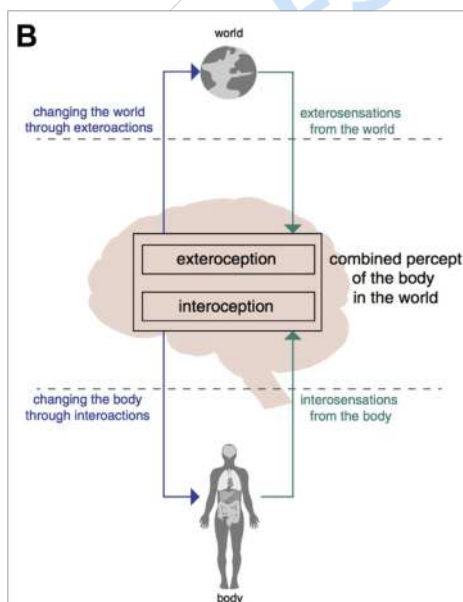 B
world
changing the world
through exteroactions
exterosensations
from the world
exteroception
interoception
combined percept
of the body
in the world
changing the body
through interoactions
interosensations
from the body
body